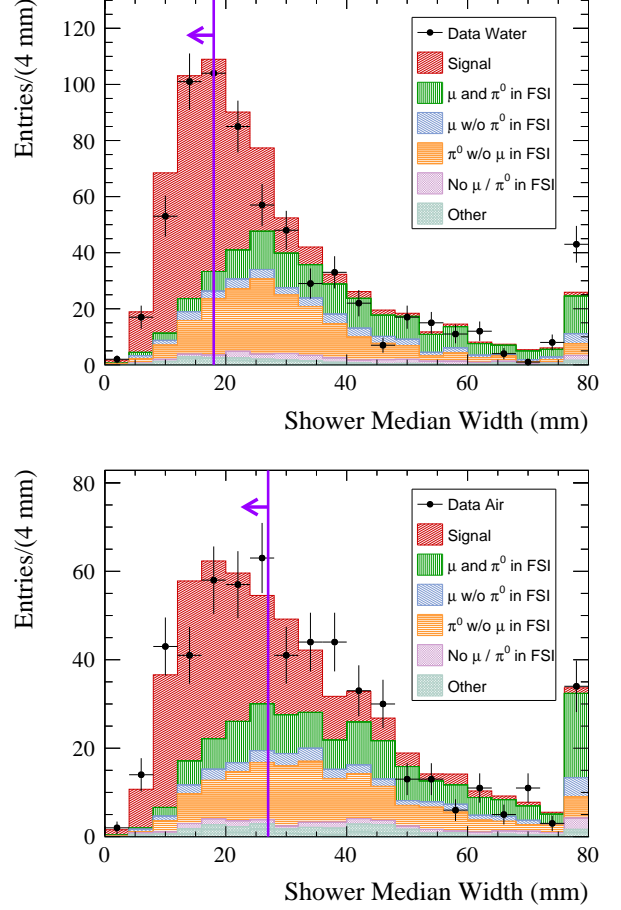 Entries/(4 mm)
120
100
80
60
40
20
0
Data Water
Signal
μ and π⁰ in FSI
μ w/o π⁰ in FSI
π⁰ w/o μ in FSI
No μ / π⁰ in FSI
Other
0 20 40 60 80
Shower Median Width (mm)
Entries/(4 mm)
80
60
40
20
0
Data Air
Signal
μ and π⁰ in FSI
μ w/o π⁰ in FSI
π⁰ w/o μ in FSI
No μ / π⁰ in FSI
Other
0 20 40 60 80
Shower Median Width (mm)